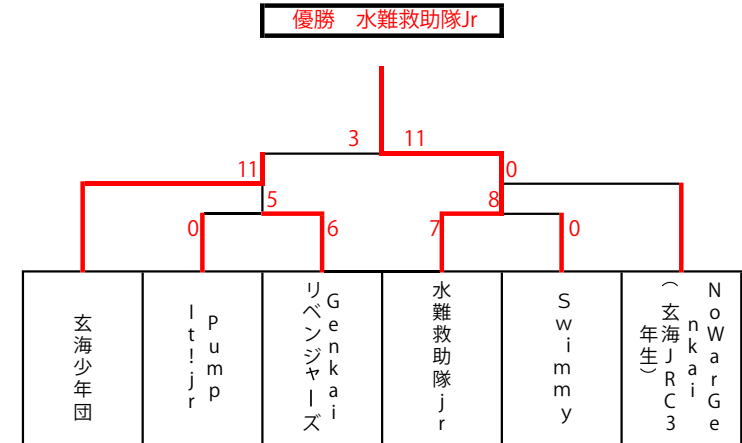 優勝　水難救助隊Jr
3
11
11
0
5
8
0
6
7
0
玄海少年団
Pump
It!jr
Genkai
リベンジャーズ
水難救助隊jr
Swimmy
NoWarGe
nkai
（玄海JRC3
年生）